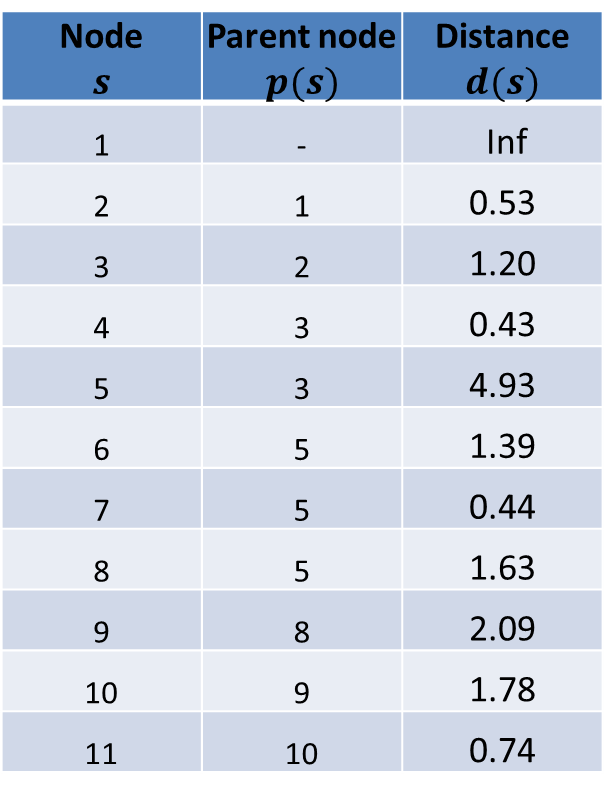 Node Parent node Distance
s p(s) d(s)
1 - Inf
2 1 0.53
3 2 1.20
4 3 0.43
5 3 4.93
6 5 1.39
7 5 0.44
8 5 1.63
9 8 2.09
10 9 1.78
11 10 0.74